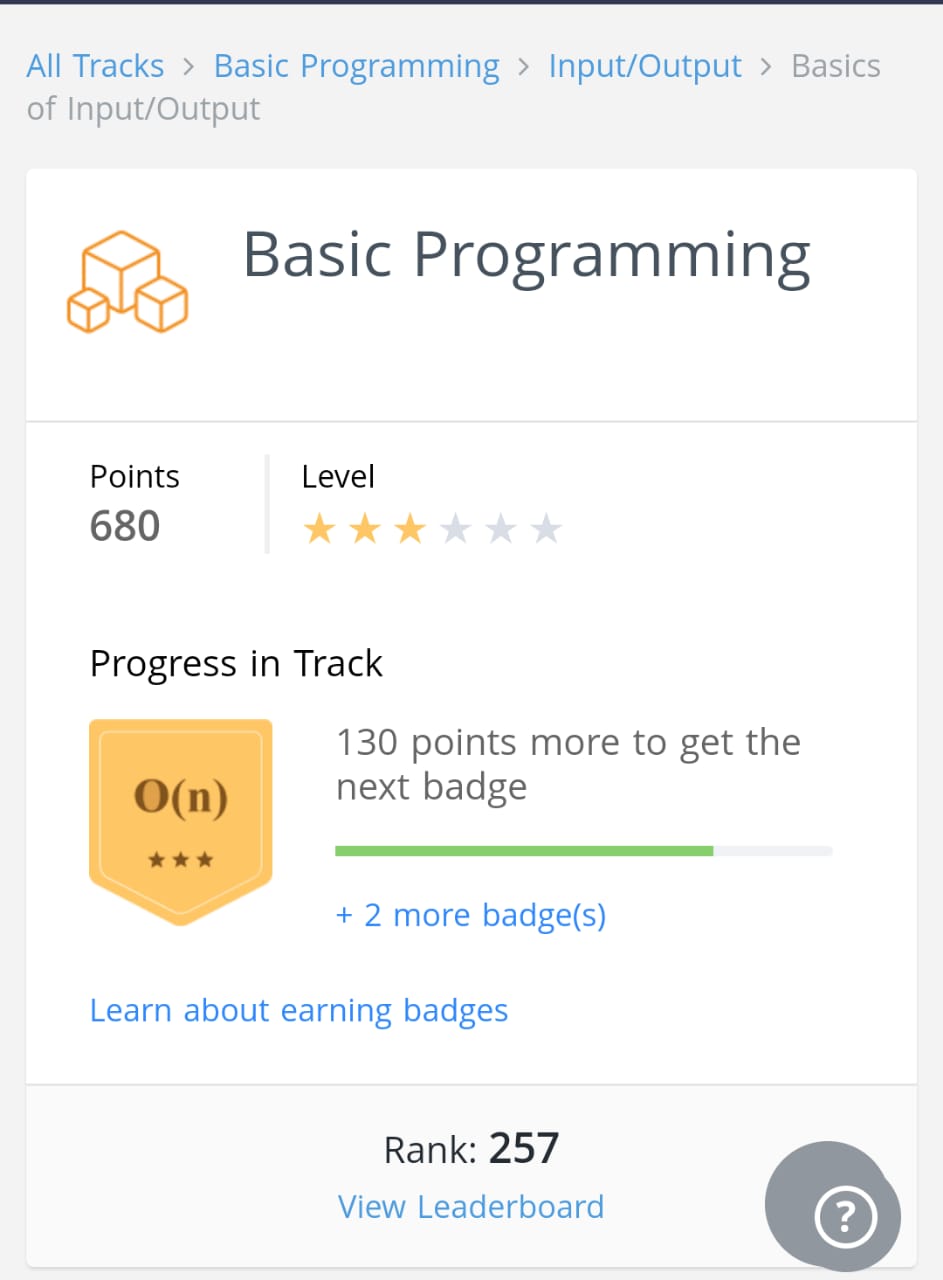 All Tracks > Basic Programming > Input/Output > Basics
of Input/Output
Basic Programming
Points
Level
680
Progress in Track
O(n)
130 points more to get the
next badge
+ 2 more badge(s)
Learn about earning badges
Rank: 257
View Leaderboard
?